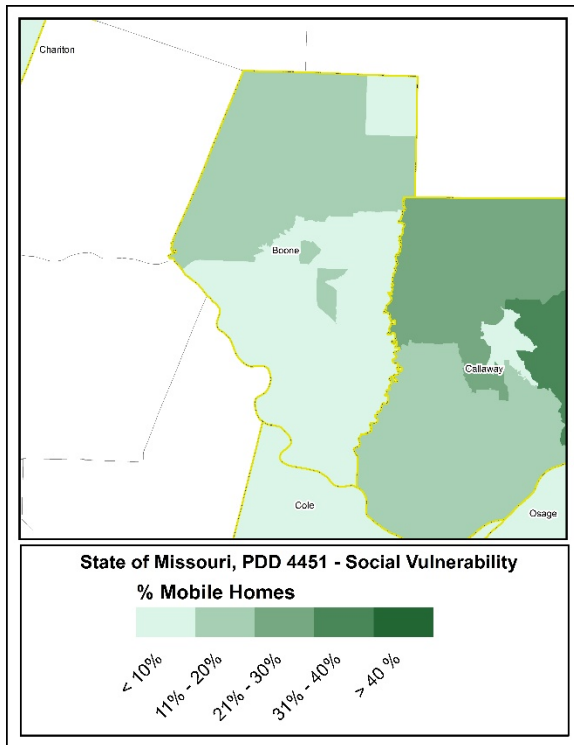 Chariton
Boone
Callaway
Cole
Osage
State of Missouri, PDD 4451 - Social Vulnerability
% Mobile Homes
< 10%
11% - 20%
21% - 30%
31% - 40%
> 40 %